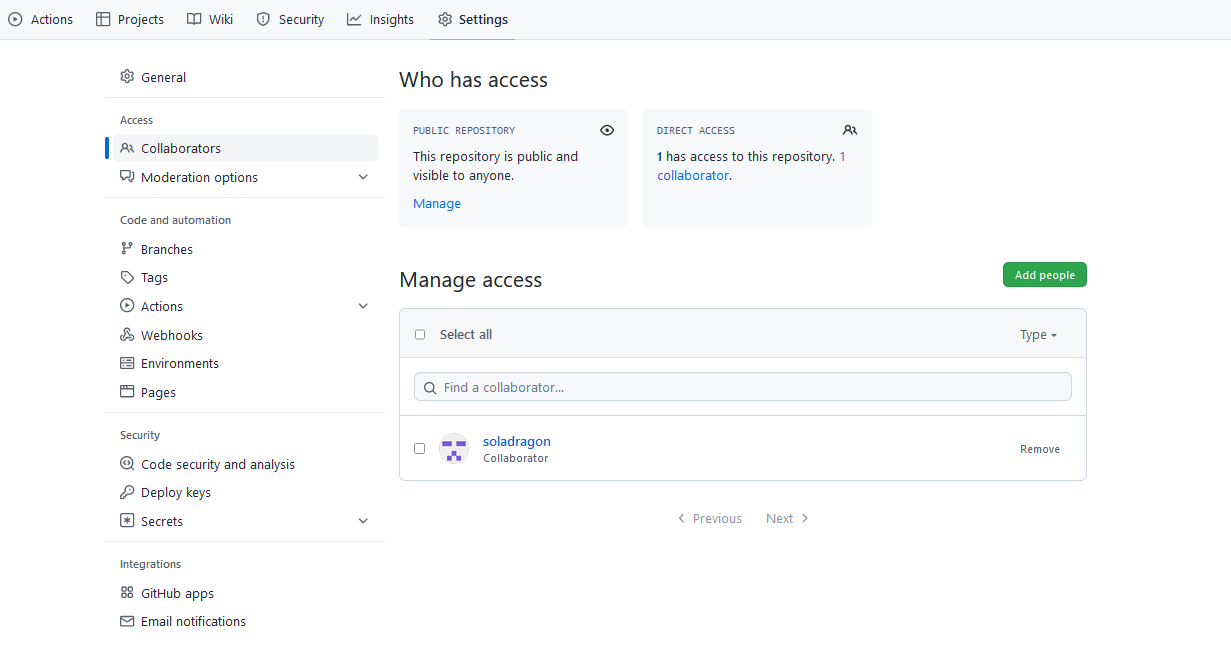 Actions Projects Wiki Security Insights Settings
General
Access
Collaborators
Moderation options
Code and automation
Branches
Tags
Actions
Webhooks
Environments
Pages
Security
Code security and analysis
Deploy keys
Secrets
Integrations
GitHub apps
Email notifications
Who has access
PUBLIC REPOSITORY
This repository is public and
visible to anyone.
Manage
DIRECT ACCESS
1 has access to this repository. 1
collaborator.
Manage access
Add people
Select all
Type
Find a collaborator...
soladragon
Collaborator
Remove
Previous Next